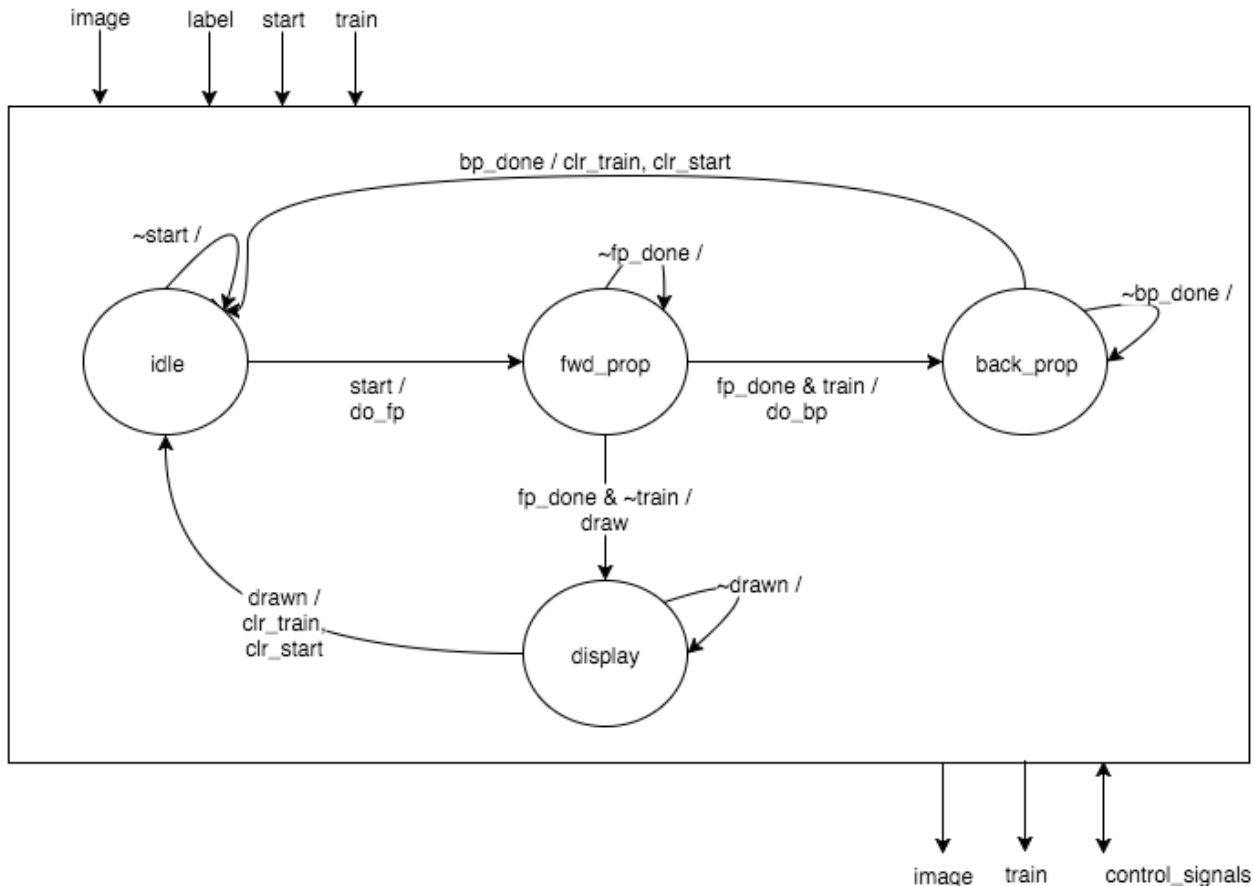 image
label
start
train
bp_done / clr_train, clr_start
~start /
~fp_done /
~bp_done /
idle
fwd_prop
back_prop
start /
do_fp
fp_done & train /
do_bp
fp_done & ~train /
draw
~drawn /
drawn /
clr_train,
clr_start
display
image
train
control_signals